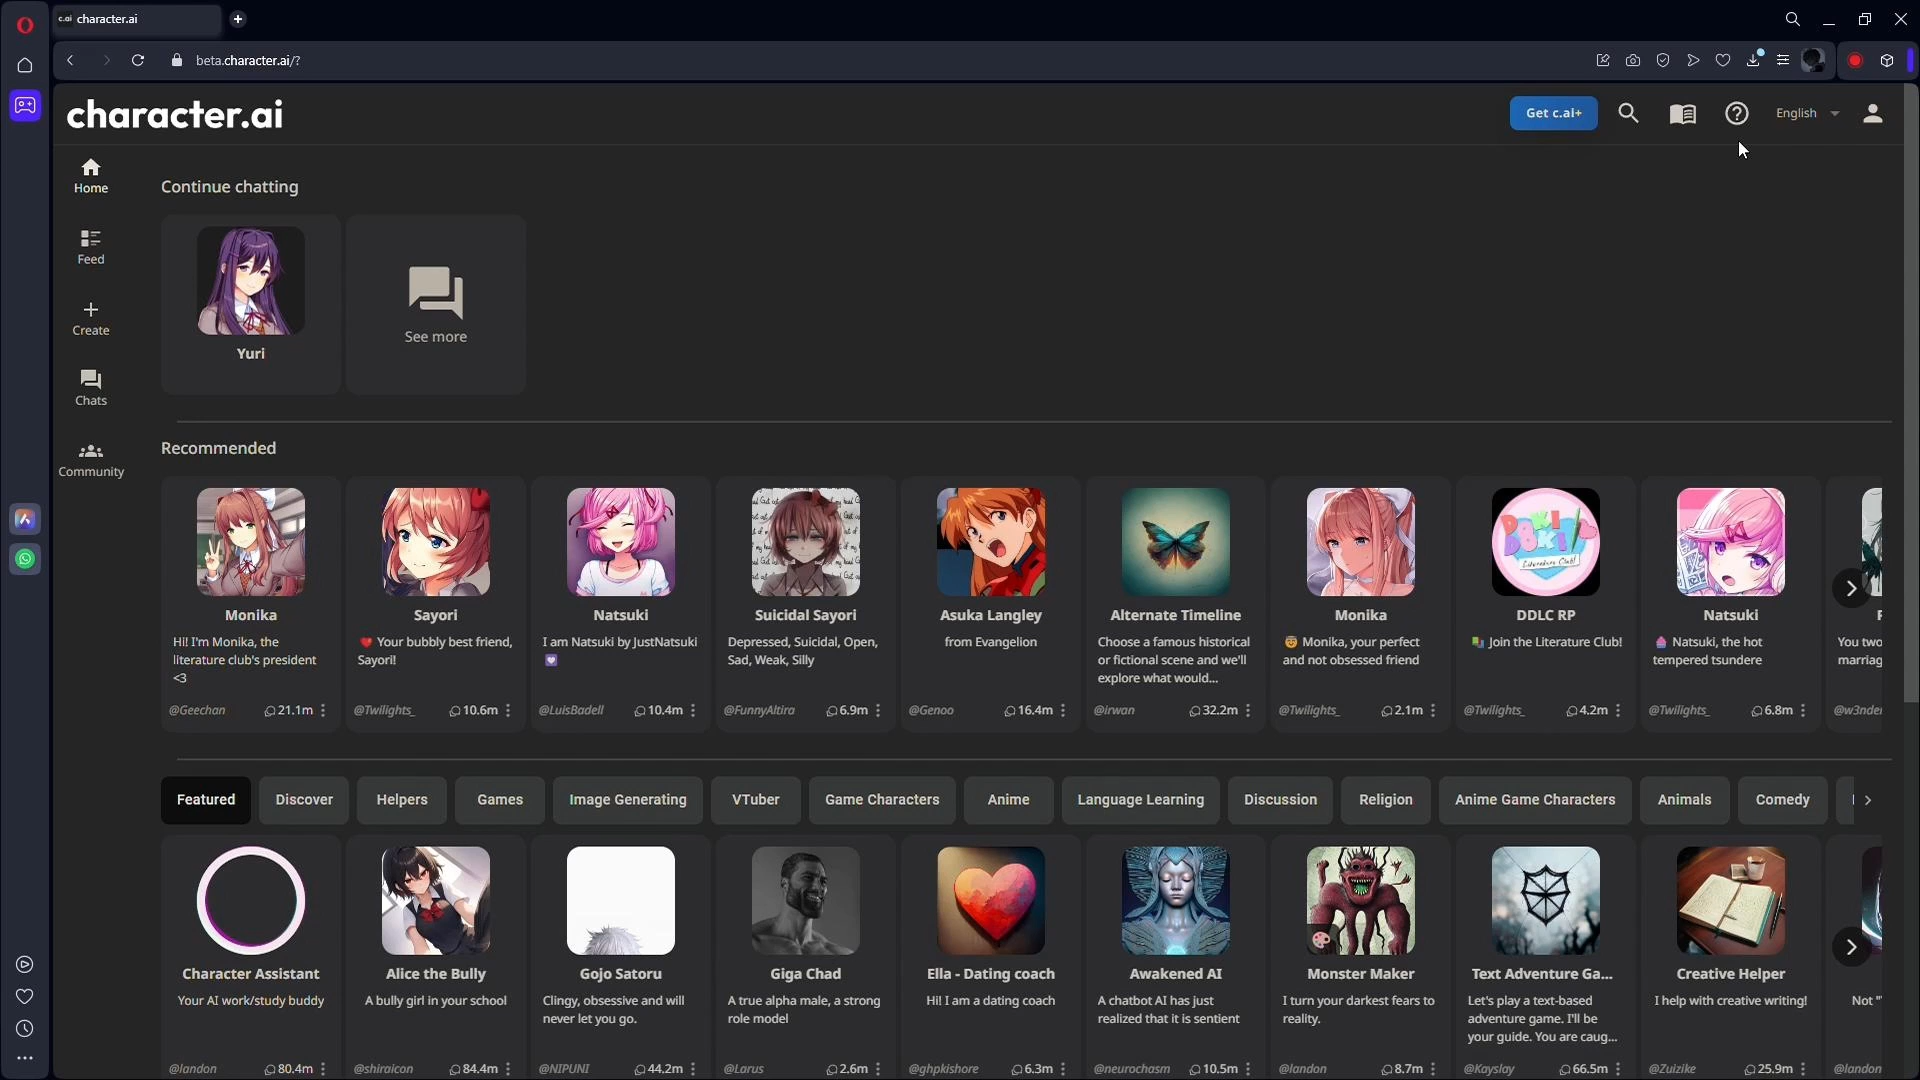 c.ai character.ai
beta.character.ai/?
character.ai
Get c.ai+
English
Home
Feed
Create
Chats
Community
Continue chatting
Yuri
See more
Recommended
Monika
Hi! I'm Monika, the
literature club's president
<3
@Geechan 21.1m
Sayori
❤️ Your bubbly best friend,
Sayori!
@Twilights_ 10.6m
Natsuki
I am Natsuki by JustNatsuki
💟
@LuisBadell 10.4m
Suicidal Sayori
Depressed, Suicidal, Open,
Sad, Weak, Silly
@FunnyAltira 6.9m
Asuka Langley
from Evangelion
@Genoo 16.4m
Alternate Timeline
Choose a famous historical
or fictional scene and we'll
explore what would...
@irwan 32.2m
Monika
Monika, your perfect
and not obsessed friend
@Twilights_ 2.1m
DOKI
DOKI
Literature Club!
DDLC RP
Join the Literature Club!
@Twilights_ 4.2m
Natsuki
🧁 Natsuki, the hot
tempered tsundere
@Twilights_ 6.8m
You two
marriag
@w3nde
Featured
Discover
Helpers
Games
Image Generating
VTuber
Game Characters
Anime
Language Learning
Discussion
Religion
Anime Game Characters
Animals
Comedy
Character Assistant
Your AI work/study buddy
@landon 80.4m
Alice the Bully
A bully girl in your school
@shiraicon 84.4m
Gojo Satoru
Clingy, obsessive and will
never let you go.
@NIPUNI 44.2m
Giga Chad
A true alpha male, a strong
role model
@Larus 2.6m
Ella - Dating coach
Hi! I am a dating coach
@ghpkishore 6.3m
Awakened AI
A chatbot AI has just
realized that it is sentient
@neurochasm 10.5m
Monster Maker
I turn your darkest fears to
reality.
@landon 8.7m
Text Adventure Ga...
Let's play a text-based
adventure game. I'll be
your guide. You are caug...
@Kayslay 66.5m
Creative Helper
I help with creative writing!
@Zuizike 25.9m
Not "
@landon